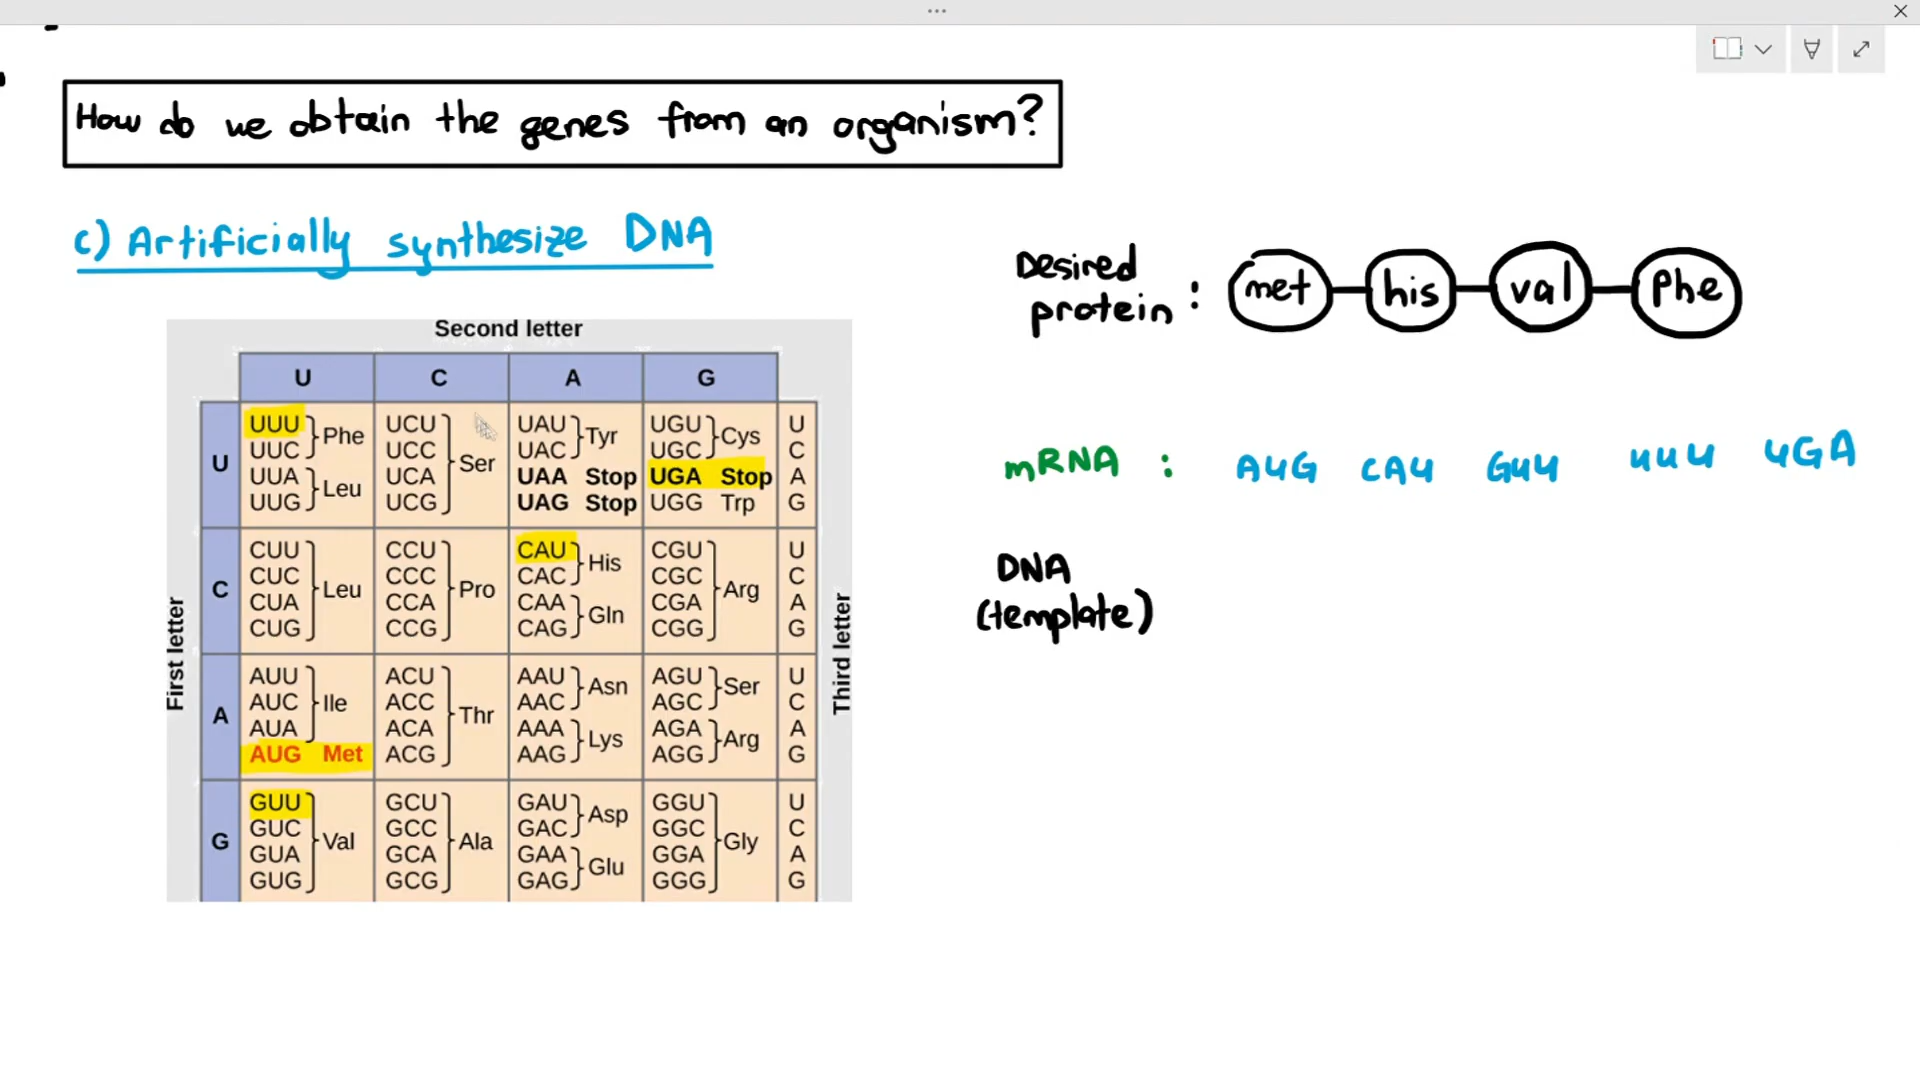 How do we obtain the genes from an organism?
c) Artificially synthesize DNA
Desired protein : met his val Phe
mRNA : AUG CAU GUU UUU UGA
DNA (template)
Second letter
U C A G
First letter
Third letter
U
UUU UUC Phe UUA UUG Leu
UCU UCC UCA UCG Ser
UAU UAC Tyr UAA Stop UAG Stop
UGU UGC Cys UGA Stop UGG Trp
U C A G
C
CUU CUC CUA CUG Leu
CCU CCC CCA CCG Pro
CAU CAC His CAA CAG Gln
CGU CGC CGA CGG Arg
U C A G
A
AUU AUC AUA Ile AUG Met
ACU ACC ACA ACG Thr
AAU AAC Asn AAA AAG Lys
AGU AGC Ser AGA AGG Arg
U C A G
G
GUU GUC GUA GUG Val
GCU GCC GCA GCG Ala
GAU GAC Asp GAA GAG Glu
GGU GGC GGA GGG Gly
U C A G